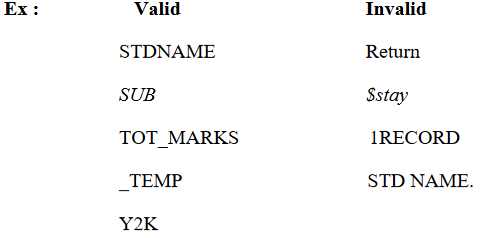 Ex : Valid Invalid
STDNAME Return
SUB $stay
TOT_MARKS 1RECORD
_TEMP STD NAME.
Y2K